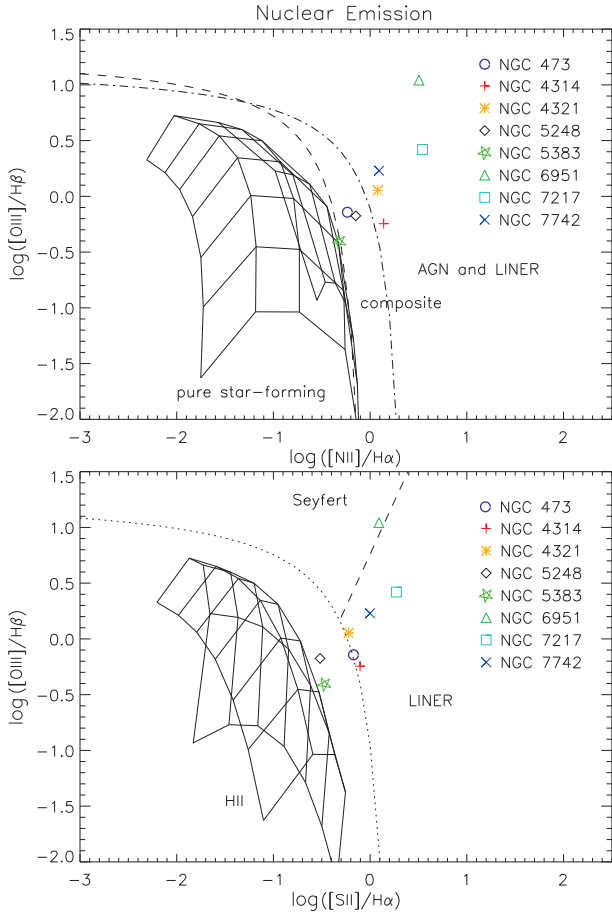 Nuclear Emission
log([OIII]/Hβ)
1.5
1.0
0.5
0.0
−0.5
−1.0
−1.5
−2.0
NGC 473
NGC 4314
NGC 4321
NGC 5248
NGC 5383
NGC 6951
NGC 7217
NGC 7742
AGN and LINER
composite
pure star−forming
−3 −2 −1 0 1 2
log([NII]/Hα)
log([OIII]/Hβ)
1.5
1.0
0.5
0.0
−0.5
−1.0
−1.5
−2.0
Seyfert
NGC 473
NGC 4314
NGC 4321
NGC 5248
NGC 5383
NGC 6951
NGC 7217
NGC 7742
LINER
HII
−3 −2 −1 0 1 2
log([SII]/Hα)